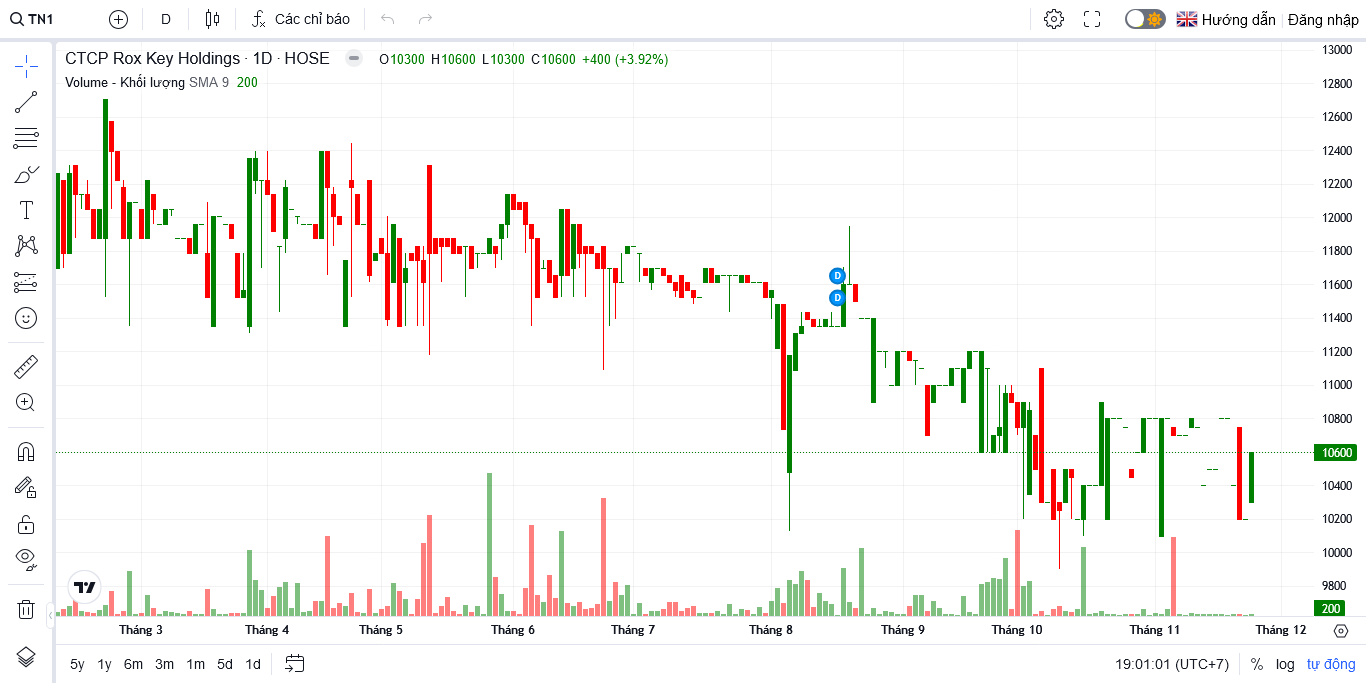 TN1 D Các chỉ báo Hướng dẫn Đăng nhập
CTCP Rox Key Holdings · 1D · HOSE O10300 H10600 L10300 C10600 +400 (+3.92%)
Volume - Khối lượng SMA 9 200
13000
12800
12600
12400
12200
12000
11800
11600
11400
11200
11000
10800
10600
10400
10200
10000
9800
200
D
D
Tháng 3 Tháng 4 Tháng 5 Tháng 6 Tháng 7 Tháng 8 Tháng 9 Tháng 10 Tháng 11 Tháng 12
5y 1y 6m 3m 1m 5d 1d 19:01:01 (UTC+7) % log tự động